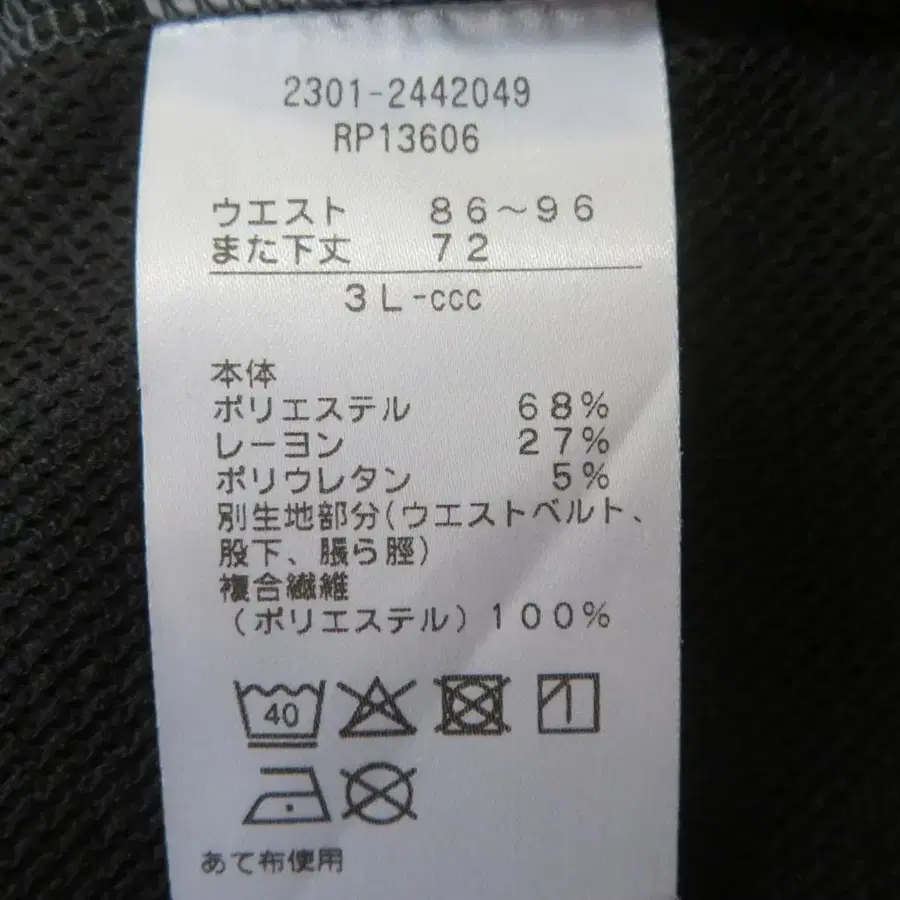 2301-2442049
RP13606
ウエスト 86～96
また下丈 72
3L-ccc
本体
ポリエステル 68%
レーヨン 27%
ポリウレタン 5%
別生地部分(ウエストベルト、
股下、脹ら脛)
複合繊維
(ポリエステル)100%
40
あて布使用